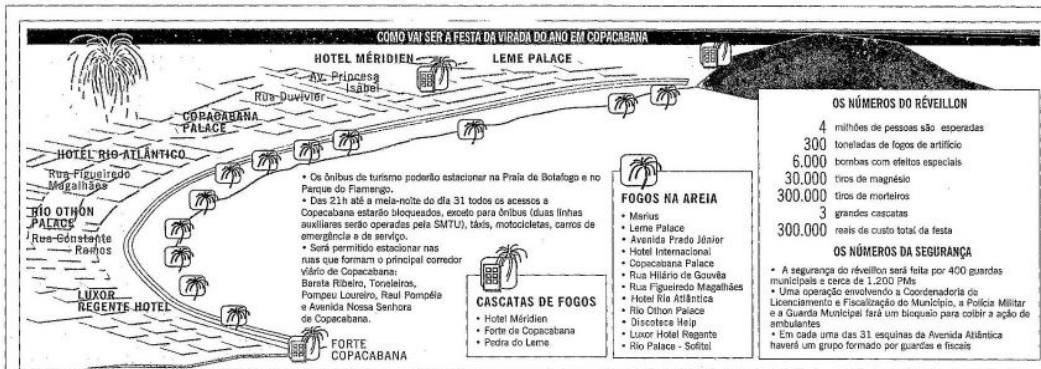 COMO VAI SER A FESTA DA VIRADA DO ANO EM COPACABANA
HOTEL MÉRIDIEN
LEME PALACE
Av. Princesa
Isabel
Rua Duvivier
COPACABANA
PALACE
HOTEL RIO ATLÂNTICO
Rua Figueiredo
Magalhães
RIO OTHON
PALACE
Rua Constante
Ramos
LUXOR
REGENTE HOTEL
FORTE
COPACABANA
• Os ônibus de turismo poderão estacionar na Praia de Botafogo e no
Parque do Flamengo.
• Das 21h até a meia-noite do dia 31 todos os acessos a
Copacabana estarão bloqueados, exceto para ônibus (duas linhas
auxiliares serão operadas pela SMTU), táxis, motocicletas, carros de
emergência e de serviço.
• Será permitido estacionar nas
ruas que formam o principal corredor
viário de Copacabana:
Barata Ribeiro, Toneleiros,
Pompeu Loureiro, Raul Pompéia
e Avenida Nossa Senhora
de Copacabana.
CASCATAS DE FOGOS
• Hotel Méridien
• Forte de Copacabana
• Pedra do Leme
FOGOS NA AREIA
• Marius
• Leme Palace
• Avenida Prado Júnior
• Hotel Internacional
• Copacabana Palace
• Rua Hilário de Gouvêa
• Rua Figueiredo Magalhães
• Hotel Rio Atlântica
• Rio Othon Palace
• Discoteca Help
• Luxor Hotel Regente
• Rio Palace - Sofitel
OS NÚMEROS DO RÉVEILLON
4 milhões de pessoas são esperadas
300 toneladas de fogos de artifício
6.000 bombas com efeitos especiais
30.000 tiros de magnésio
300.000 tiros de morteiros
3 grandes cascatas
300.000 reais de custo total da festa
OS NÚMEROS DA SEGURANÇA
• A segurança do réveillon será feita por 400 guardas
municipais e cerca de 1.200 PMs
• Uma operação envolvendo a Coordenadoria de
Licenciamento e Fiscalização do Município, a Polícia Militar
e a Guarda Municipal fará um bloqueio para coibir a ação de
ambulantes
• Em cada uma das 31 esquinas da Avenida Atlântica
haverá um grupo formado por guardas e fiscais